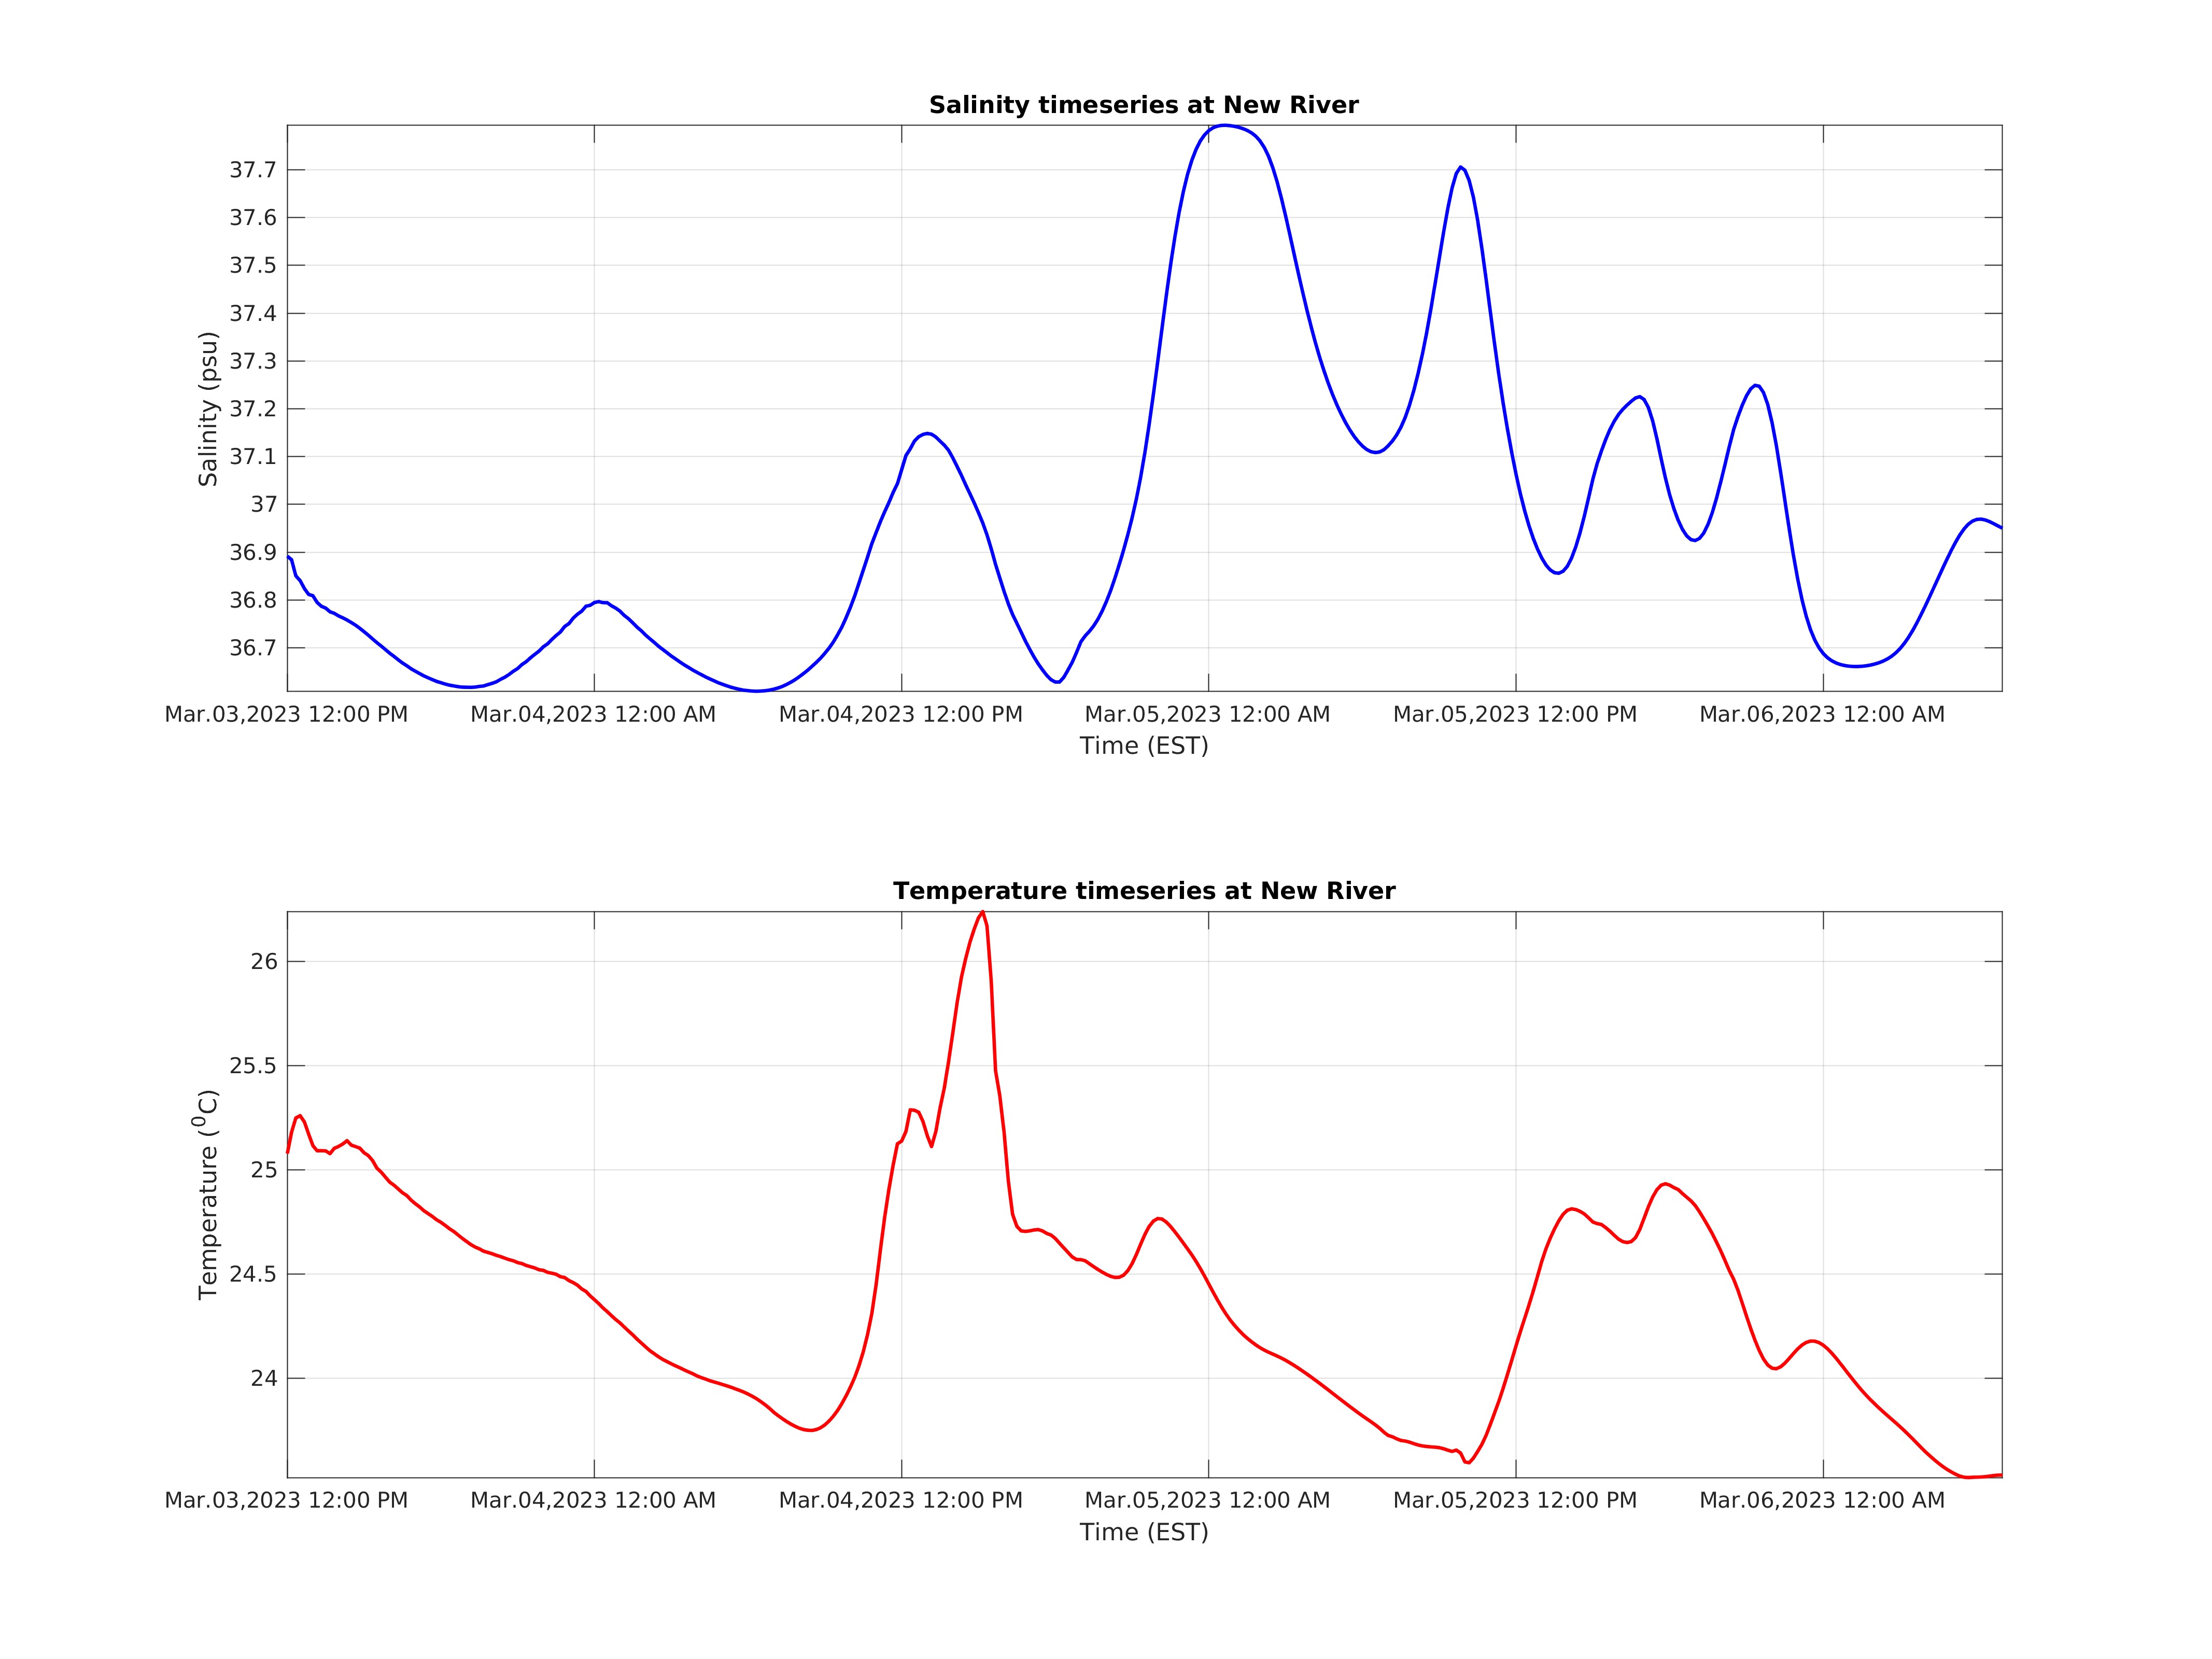 Salinity timeseries at New River
37.7
37.6
37.5
37.4
37.3
37.2
37.1
37
36.9
36.8
36.7
Salinity (psu)
Mar.03,2023 12:00 PM Mar.04,2023 12:00 AM Mar.04,2023 12:00 PM Mar.05,2023 12:00 AM Mar.05,2023 12:00 PM Mar.06,2023 12:00 AM
Time (EST)
Temperature timeseries at New River
26
25.5
25
24.5
24
Temperature (⁰C)
Mar.03,2023 12:00 PM Mar.04,2023 12:00 AM Mar.04,2023 12:00 PM Mar.05,2023 12:00 AM Mar.05,2023 12:00 PM Mar.06,2023 12:00 AM
Time (EST)